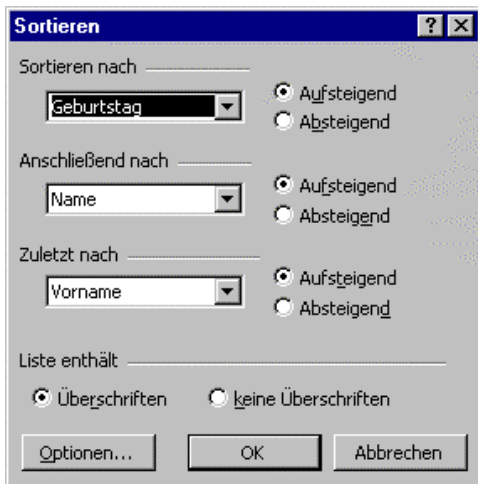 Sortieren
Sortieren nach
Geburtstag
Aufsteigend
Absteigend
Anschließend nach
Name
Aufsteigend
Absteigend
Zuletzt nach
Vorname
Aufsteigend
Absteigend
Liste enthält
Überschriften keine Überschriften
Optionen... OK Abbrechen